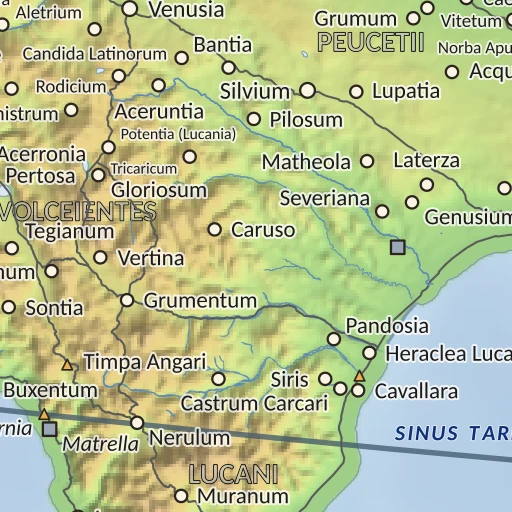 Aletrium
Venusia
Grumum
Vitetum
PEUCETII
Bantia
Norba Apu
Candida Latinorum
Acqu
Rodicium
Silvium
Lupatia
nistrum
Aceruntia
Pilosum
Potentia (Lucania)
Acerronia
Matheola
Laterza
Pertosa
Tricaricum
Gloriosum
Severiana
VOLCEIENTES
Genusium
Tegianum
Caruso
Vertina
num
Grumentum
Sontia
Pandosia
Heraclea Luca
Timpa Angari
Siris
Buxentum
Castrum Carcari
Cavallara
rnia
Matrella
Nerulum
SINUS TAR
LUCANI
Muranum